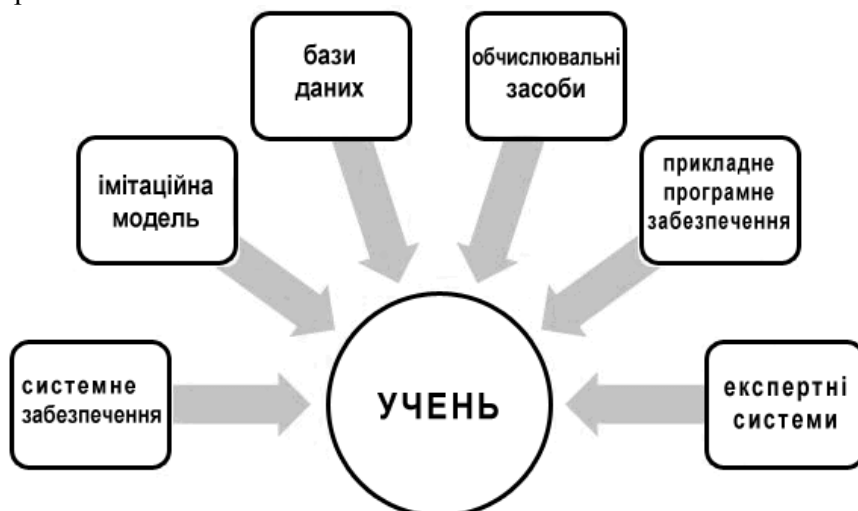 бази
даних
обчислювальні
засоби
імітаційна
модель
прикладне
програмне
забезпечення
системне
забезпечення
УЧЕНЬ
експертні
системи